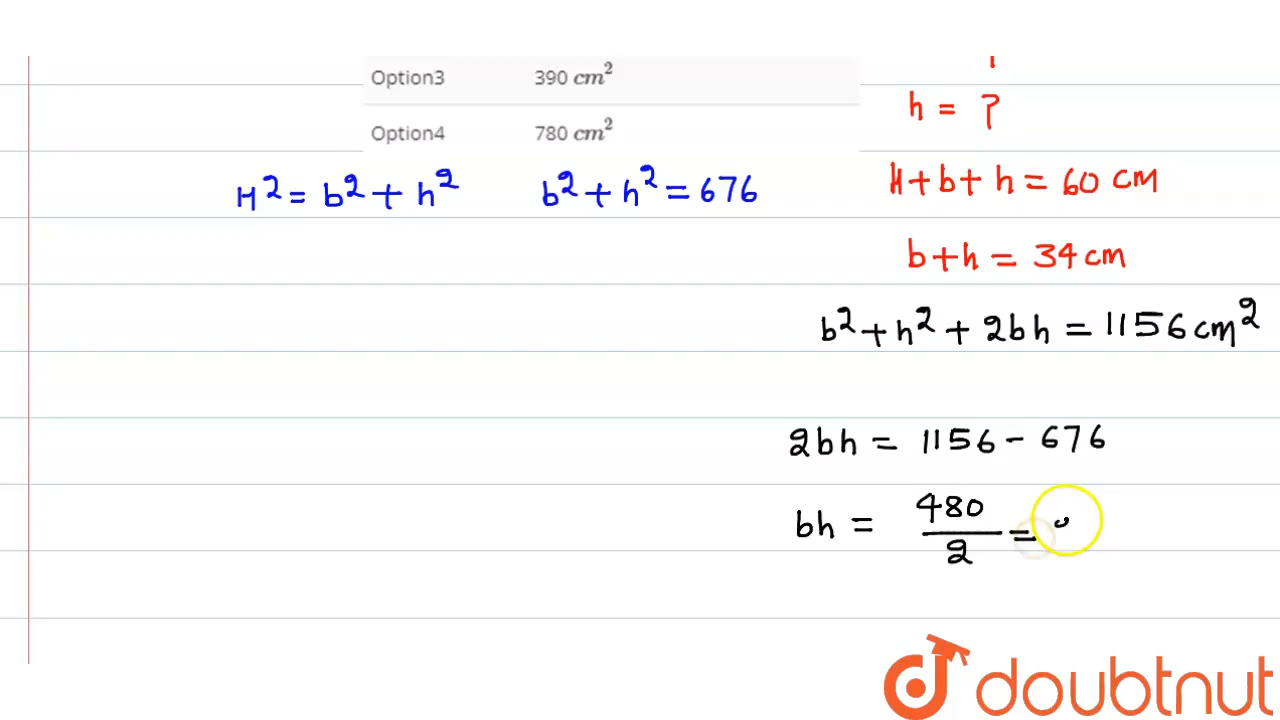 Option3 390 cm²
h = ?
Option4 780 cm²
H² = b² + h² b² + h² = 676 H + b + h = 60 cm
b + h = 34 cm
b² + h² + 2bh = 1156 cm²
2bh = 1156 - 676
bh = 480/2 =
doubtnut